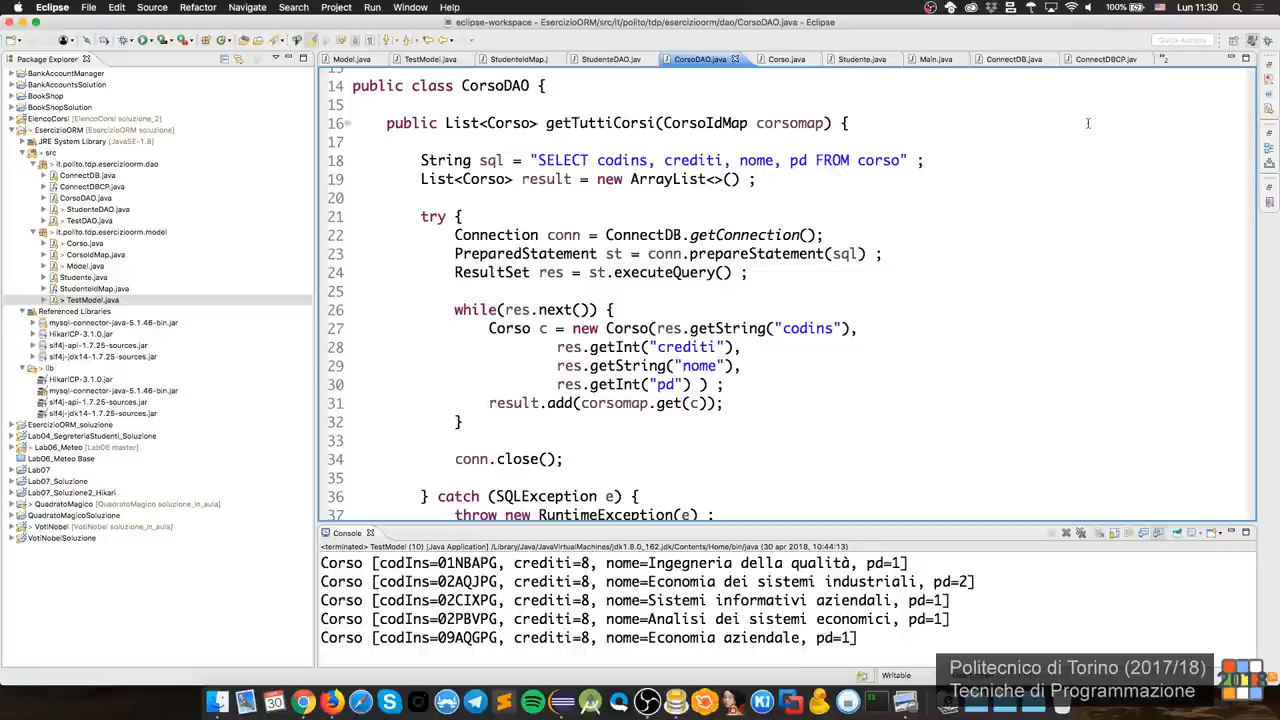 Eclipse File Edit Source Refactor Navigate Search Project Run Window Help 100% Lun 11:30
eclipse-workspace - EsercizioORM/src/it/polito/tdp/esercizioorm/dao/CorsoDAO.java - Eclipse
Quick Access
Package Explorer
BankAccountManager
BankAccountsSolution
BookShop
BookShopSolution
ElencoCorsi [ElencoCorsi soluzione_2]
> EsercizioORM [EsercizioORM soluzione]
JRE System Library [JavaSE-1.8]
> src
> it.polito.tdp.esercizioorm.dao
ConnectDB.java
> ConnectDBCP.java
CorsoDAO.java
> StudenteDAO.java
> TestDAO.java
> it.polito.tdp.esercizioorm.model
> Corso.java
> CorsoIdMap.java
> Model.java
Studente.java
StudenteIdMap.java
> TestModel.java
Referenced Libraries
mysql-connector-java-5.1.46-bin.jar
HikariCP-3.1.0.jar
slf4j-api-1.7.25-sources.jar
slf4j-jdk14-1.7.25-sources.jar
lib
HikariCP-3.1.0.jar
mysql-connector-java-5.1.46-bin.jar
slf4j-api-1.7.25-sources.jar
slf4j-jdk14-1.7.25-sources.jar
EsercizioORM_soluzione
Lab04_SegreteriaStudenti_Soluzione
> Lab06_Meteo [Lab06 master]
Lab06_Meteo Base
Lab07
Lab07_Soluzione
Lab07_Soluzione2_Hikari
> QuadratoMagico [QuadratoMagico soluzione_in_aula]
QuadratoMagicoSoluzione
> VotiNobel [VotiNobel soluzione_in_aula]
VotiNobelSoluzione
Model.java TestModel.java StudenteIdMap.j StudenteDAO.jav CorsoDAO.java Corso.java Studente.java Main.java ConnectDB.java ConnectDBCP.jav
13
14 public class CorsoDAO {
15
16 public List<Corso> getTuttiCorsi(CorsoIdMap corsomap) {
17
18 String sql = "SELECT codins, crediti, nome, pd FROM corso" ;
19 List<Corso> result = new ArrayList<>() ;
20
21 try {
22 Connection conn = ConnectDB.getConnection();
23 PreparedStatement st = conn.prepareStatement(sql) ;
24 ResultSet res = st.executeQuery() ;
25
26 while(res.next()) {
27 Corso c = new Corso(res.getString("codins"),
28 res.getInt("crediti"),
29 res.getString("nome"),
30 res.getInt("pd") ) ;
31 result.add(corsomap.get(c));
32 }
33
34 conn.close();
35
36 } catch (SQLException e) {
37 throw new RuntimeException(e) ;
Console
<terminated> TestModel (10) [Java Application] /Library/Java/JavaVirtualMachines/jdk1.8.0_162.jdk/Contents/Home/bin/java (30 apr 2018, 10:44:13)
Corso [codIns=01NBAPG, crediti=8, nome=Ingegneria della qualità, pd=1]
Corso [codIns=02AQJPG, crediti=8, nome=Economia dei sistemi industriali, pd=2]
Corso [codIns=02CIXPG, crediti=8, nome=Sistemi informativi aziendali, pd=1]
Corso [codIns=02PBVPG, crediti=8, nome=Analisi dei sistemi economici, pd=1]
Corso [codIns=09AQGPG, crediti=8, nome=Economia aziendale, pd=1]
Writable
Politecnico di Torino (2017/18)
Tecniche di Programmazione
2018